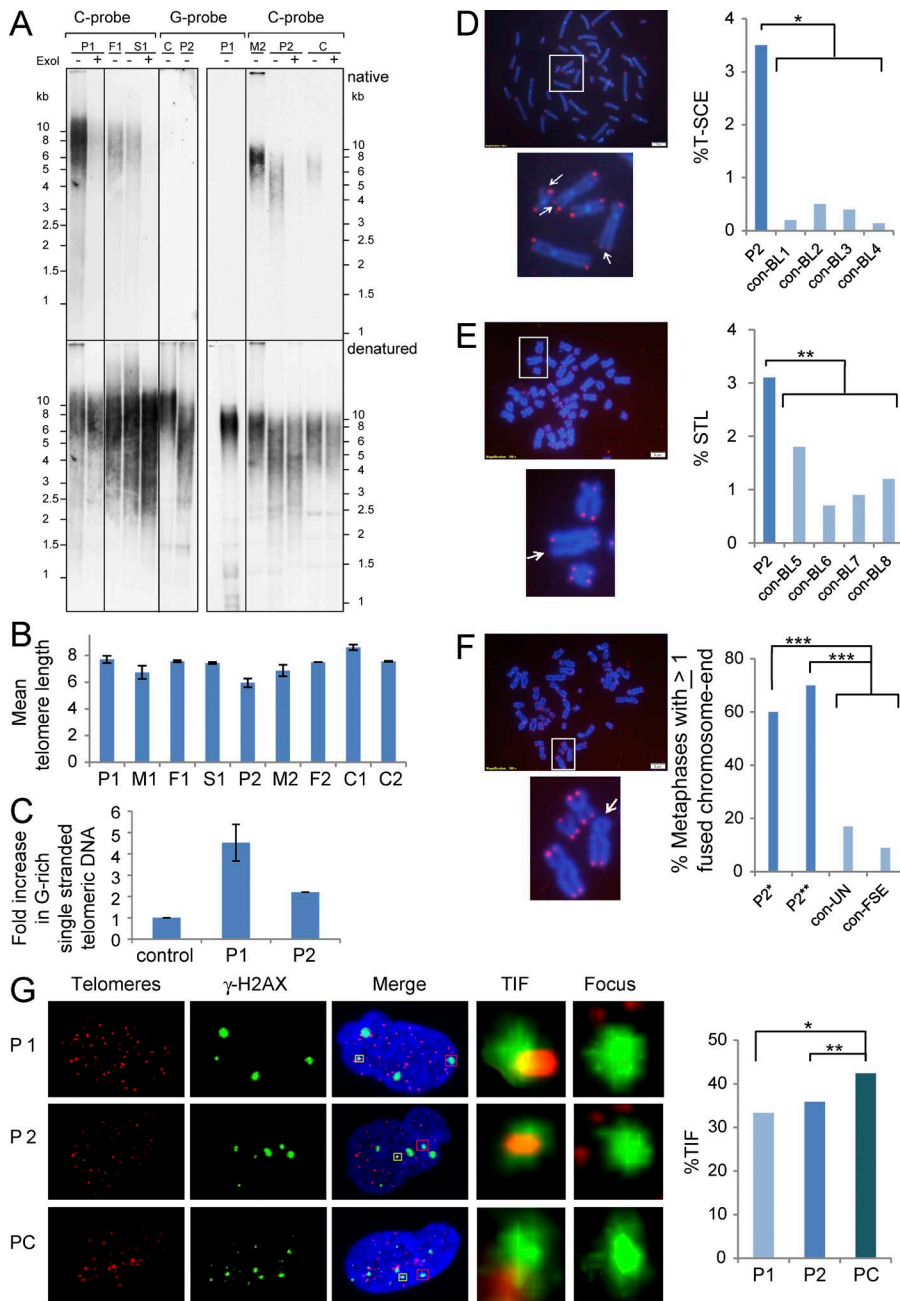 A
C-probe G-probe C-probe
P1 F1 S1 C P2 P1 M2 P2 C
ExoI - + - - + - - - - - + - +
native
kb
10
8
6
5
4
3
2.5
2
1.5
1
kb
10
8
6
5
4
3
2.5
2
1.5
1
denatured
10
8
6
5
4
3
2.5
2
1.5
1
10
8
6
5
4
3
2.5
2
1.5
1
B
Mean
telomere length
8
6
4
2
0
P1 M1 F1 S1 P2 M2 F2 C1 C2
C
Fold increase
in G-rich
single stranded
telomeric DNA
6
5
4
3
2
1
0
control P1 P2
D
%T-SCE
4
3
2
1
0
*
P2 con-BL1 con-BL2 con-BL3 con-BL4
E
% STL
4
3
2
1
0
**
P2 con-BL5 con-BL6 con-BL7 con-BL8
F
% Metaphases with > 1
fused chromosome-end
80
60
40
20
0
***
***
P2* P2** con-UN con-FSE
G
Telomeres γ-H2AX Merge TIF Focus
P 1
P 2
PC
%TIF
50
40
30
20
10
0
*
**
P1 P2 PC